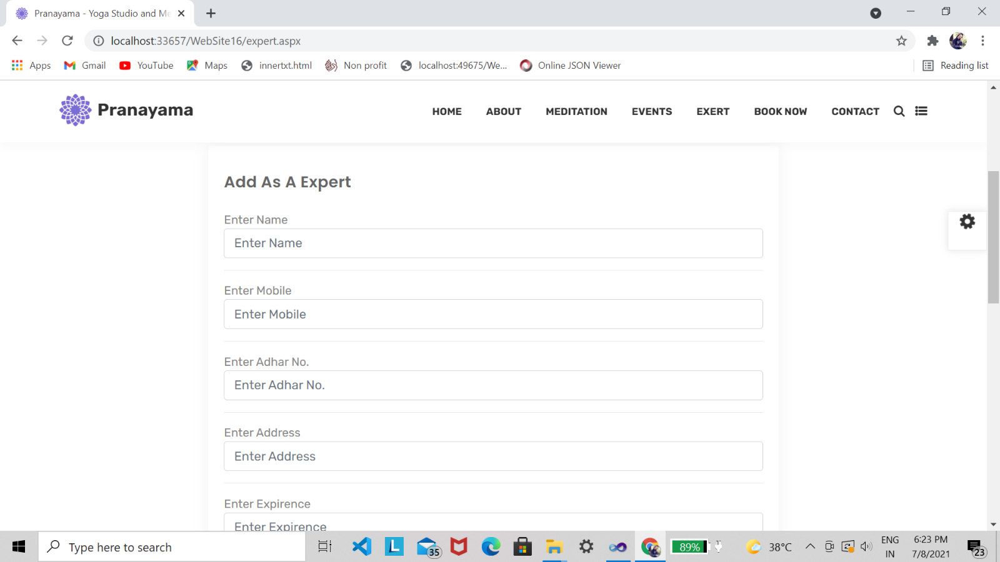 Pranayama - Yoga Studio and Me
localhost:33657/WebSite16/expert.aspx
Apps Gmail YouTube Maps innertxt.html Non profit localhost:49675/We... Online JSON Viewer Reading list
Pranayama HOME ABOUT MEDITATION EVENTS EXERT BOOK NOW CONTACT
Add As A Expert
Enter Name
Enter Name
Enter Mobile
Enter Mobile
Enter Adhar No.
Enter Adhar No.
Enter Address
Enter Address
Enter Expirence
Enter Expirence
Type here to search L 35 89% 38°C ENG IN 6:23 PM 7/8/2021 23